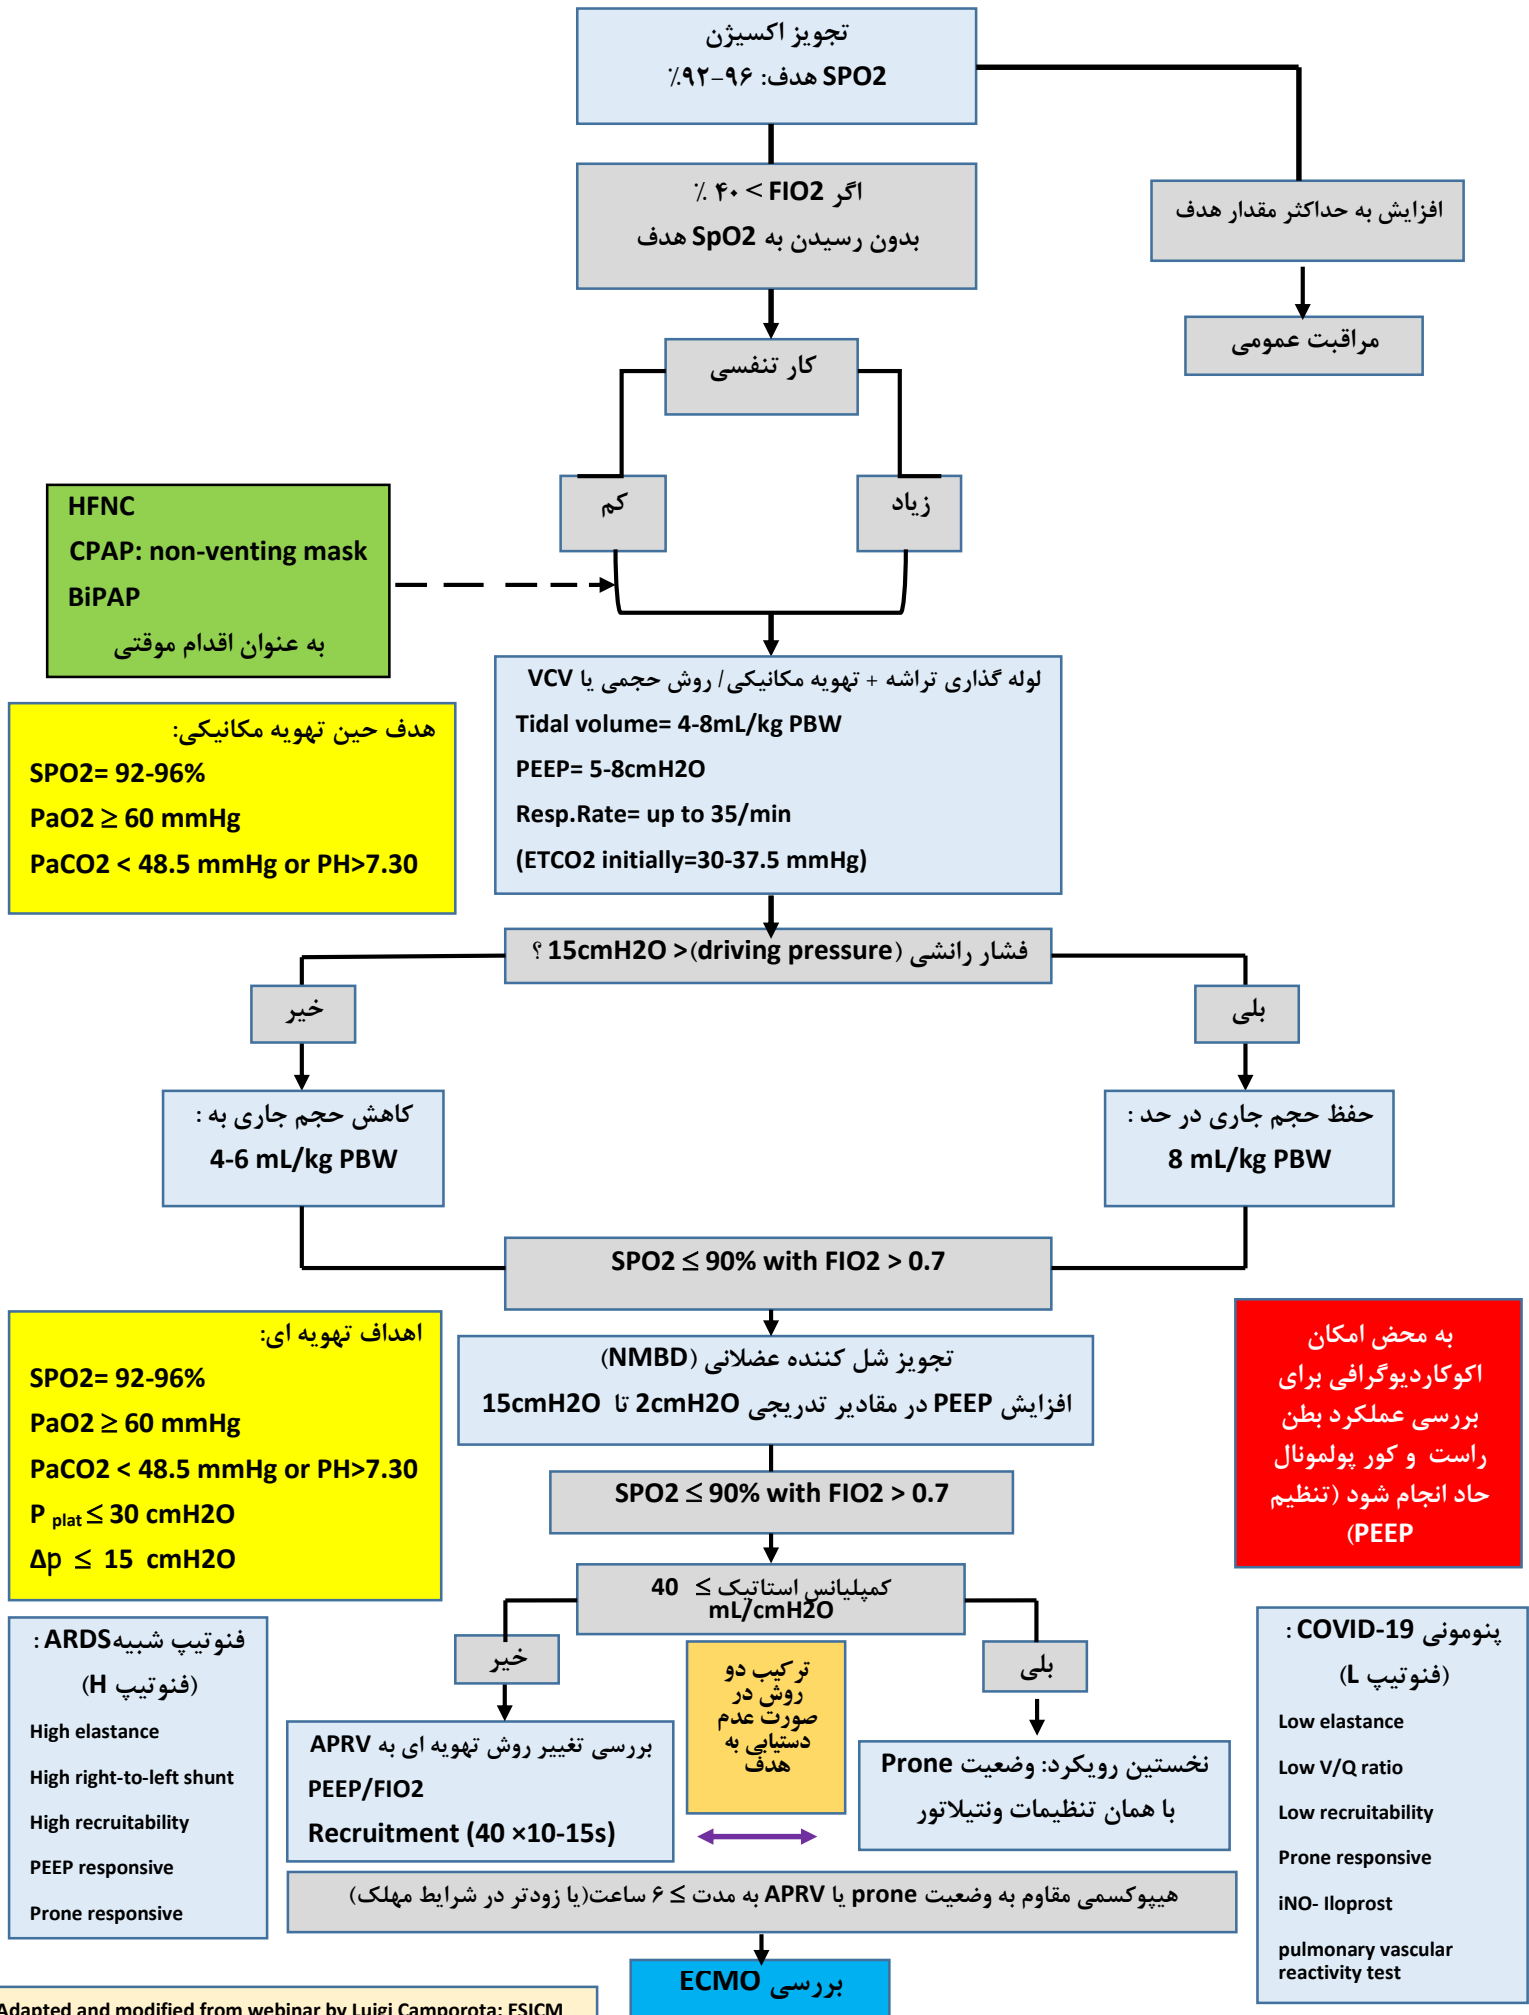 تجویز اکسیژن
SPO2 هدف: ۹۶-۹۲٪
اگر FIO2 > ۴۰ ٪
بدون رسیدن به SpO2 هدف
افزایش به حداکثر مقدار هدف
مراقبت عمومی
کار تنفسی
کم
زیاد
HFNC
CPAP: non-venting mask
BiPAP
به عنوان اقدام موقتی
لوله گذاری تراشه + تهویه مکانیکی/ روش حجمی یا VCV
Tidal volume= 4-8mL/kg PBW
PEEP= 5-8cmH2O
Resp.Rate= up to 35/min
(ETCO2 initially=30-37.5 mmHg)
هدف حین تهویه مکانیکی:
SPO2= 92-96%
PaO2 ≥ 60 mmHg
PaCO2 < 48.5 mmHg or PH>7.30
فشار رانشی (driving pressure)< 15cmH2O ؟
خیر
بلی
کاهش حجم جاری به :
4-6 mL/kg PBW
حفظ حجم جاری در حد :
8 mL/kg PBW
SPO2 ≤ 90% with FIO2 > 0.7
تجویز شل کننده عضلانی (NMBD)
افزایش PEEP در مقادیر تدریجی 2cmH2O تا 15cmH2O
اهداف تهویه ای:
SPO2= 92-96%
PaO2 ≥ 60 mmHg
PaCO2 < 48.5 mmHg or PH>7.30
P plat ≤ 30 cmH2O
Δp ≤ 15 cmH2O
به محض امکان
اکوکاردیوگرافی برای
بررسی عملکرد بطن
راست و کور پولمونال
حاد انجام شود (تنظیم
PEEP)
SPO2 ≤ 90% with FIO2 > 0.7
کمپلیانس استاتیک ≥ 40
mL/cmH2O
خیر
بلی
فنوتیپ شبیهARDS :
(فنوتیپ H)
High elastance
High right-to-left shunt
High recruitability
PEEP responsive
Prone responsive
بررسی تغییر روش تهویه ای به APRV
PEEP/FIO2
Recruitment (40 ×10-15s)
ترکیب دو
روش در
صورت عدم
دستیابی به
هدف
نخستین رویکرد: وضعیت Prone
با همان تنظیمات ونتیلاتور
پنومونی COVID-19 :
(فنوتیپ L)
Low elastance
Low V/Q ratio
Low recruitability
Prone responsive
iNO- Iloprost
pulmonary vascular
reactivity test
هیپوکسمی مقاوم به وضعیت prone یا APRV به مدت ≥ ۶ ساعت(یا زودتر در شرایط مهلک)
بررسی ECMO
Adapted and modified from webinar by Luigi Camporota: ESICM